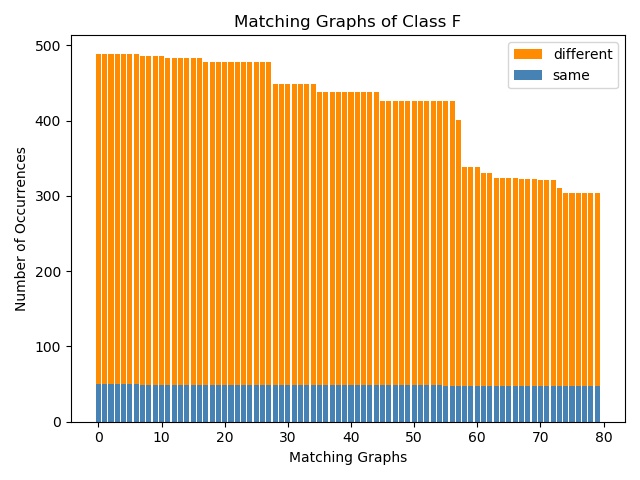 Matching Graphs of Class F
different
same
Number of Occurrences
500
400
300
200
100
0
0 10 20 30 40 50 60 70 80
Matching Graphs